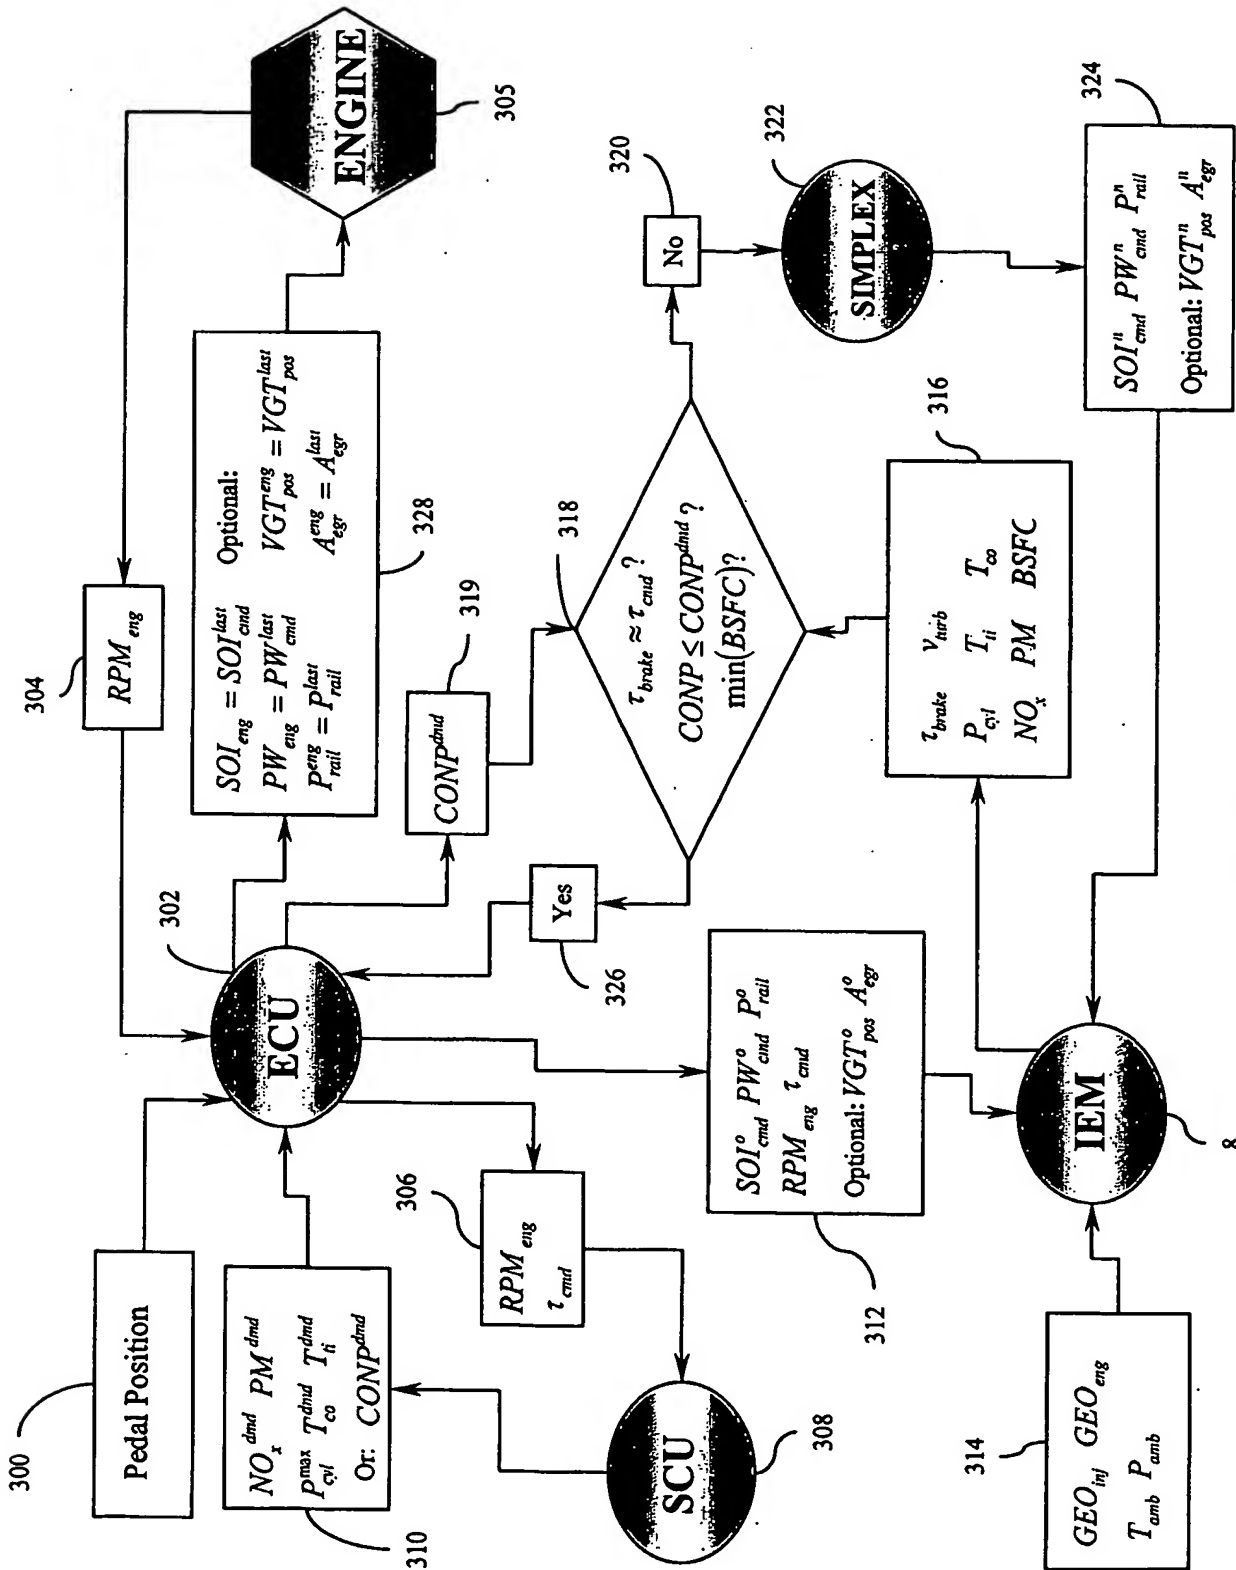 300
Pedal Position
310
NO_x^dmd PM^dmd
P_cyl^max T_co^dmd T_ti^dmd
Or: CONP^dmd
SCU
308
306
RPM_eng
τ_cmd
304
RPM_eng
302
ECU
SOI_eng = SOI_cmd^last
PW_eng = PW_cmd^last
P_rail^eng = P_rail^last
Optional:
VGT_pos^eng = VGT_pos^last
A_egr^eng = A_egr^last
328
ENGINE
305
319
CONP^dmd
326
Yes
318
τ_brake ≈ τ_cmd?
CONP ≤ CONP^dmd?
min(BSFC)?
320
No
322
SIMPLEX
324
SOI_cmd^n PW_cmd^n P_rail^n
Optional: VGT_pos^n A_egr^n
312
SOI_cmd^o PW_cmd^o P_rail^o
RPM_eng τ_cmd
Optional: VGT_pos^o A_egr^o
316
τ_brake v_turb
P_cyl T_ti T_co
NO_x PM BSFC
314
GEO_inj GEO_eng
T_amb P_amb
IEM
8